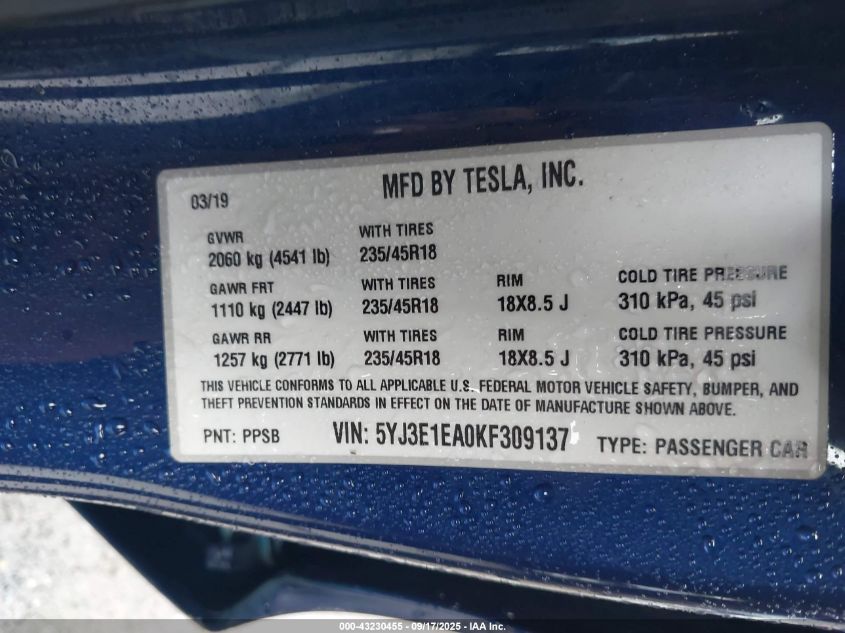 MFD BY TESLA, INC.
03/19
GVWR WITH TIRES
2060 kg (4541 lb) 235/45R18
GAWR FRT WITH TIRES RIM COLD TIRE PRESSURE
1110 kg (2447 lb) 235/45R18 18X8.5 J 310 kPa, 45 psi
GAWR RR WITH TIRES RIM COLD TIRE PRESSURE
1257 kg (2771 lb) 235/45R18 18X8.5 J 310 kPa, 45 psi
THIS VEHICLE CONFORMS TO ALL APPLICABLE U.S. FEDERAL MOTOR VEHICLE SAFETY, BUMPER, AND
THEFT PREVENTION STANDARDS IN EFFECT ON THE DATE OF MANUFACTURE SHOWN ABOVE.
PNT: PPSB VIN: 5YJ3E1EA0KF309137 TYPE: PASSENGER CAR
000-43230455 - 09/17/2025 - IAA Inc.